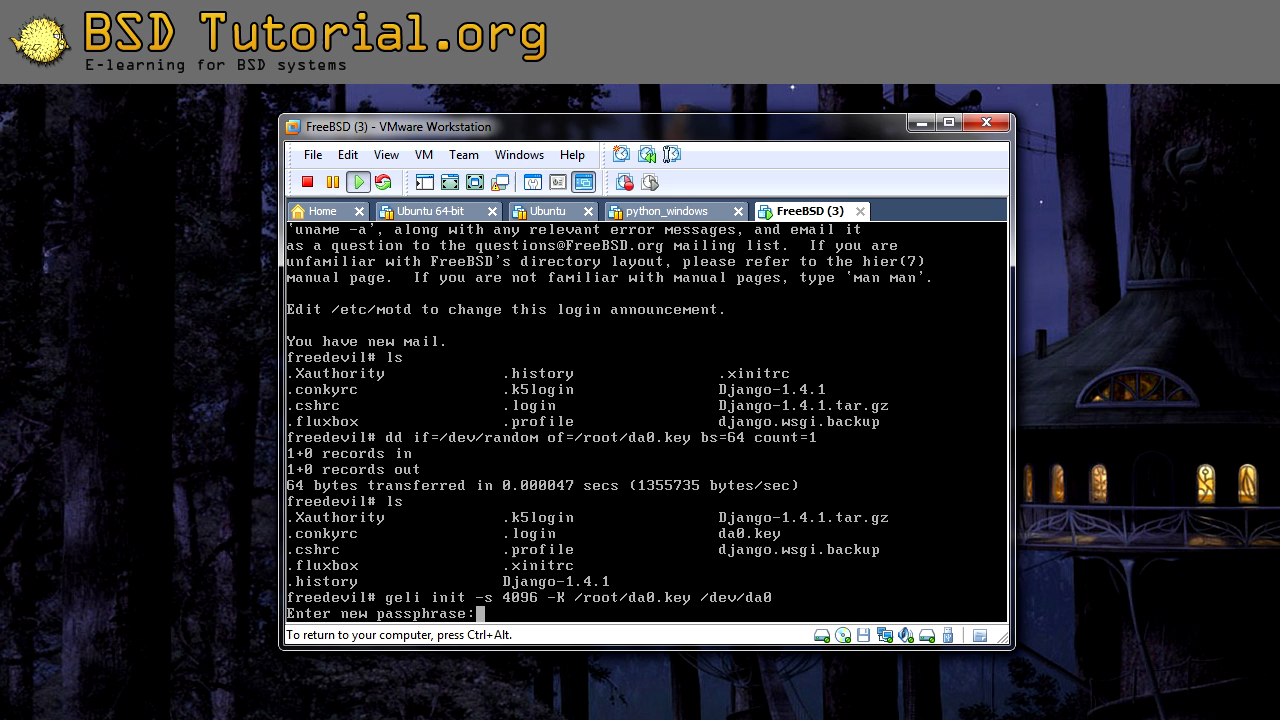 BSD Tutorial.org
E-learning for BSD systems
FreeBSD (3) - VMware Workstation
File Edit View VM Team Windows Help
Home Ubuntu 64-bit Ubuntu python_windows FreeBSD (3)
`uname -a', along with any relevant error messages, and email it
as a question to the questions@FreeBSD.org mailing list.  If you are
unfamiliar with FreeBSD's directory layout, please refer to the hier(7)
manual page.  If you are not familiar with manual pages, type `man man'.
Edit /etc/motd to change this login announcement.
You have new mail.
freedevil# ls
.Xauthority .history .xinitrc
.conkyrc .k5login Django-1.4.1
.cshrc .login Django-1.4.1.tar.gz
.fluxbox .profile django.wsgi.backup
freedevil# dd if=/dev/random of=/root/da0.key bs=64 count=1
1+0 records in
1+0 records out
64 bytes transferred in 0.000047 secs (1355735 bytes/sec)
freedevil# ls
.Xauthority .k5login Django-1.4.1.tar.gz
.conkyrc .login da0.key
.cshrc .profile django.wsgi.backup
.fluxbox .xinitrc
.history Django-1.4.1
freedevil# geli init -s 4096 -K /root/da0.key /dev/da0
Enter new passphrase:
To return to your computer, press Ctrl+Alt.